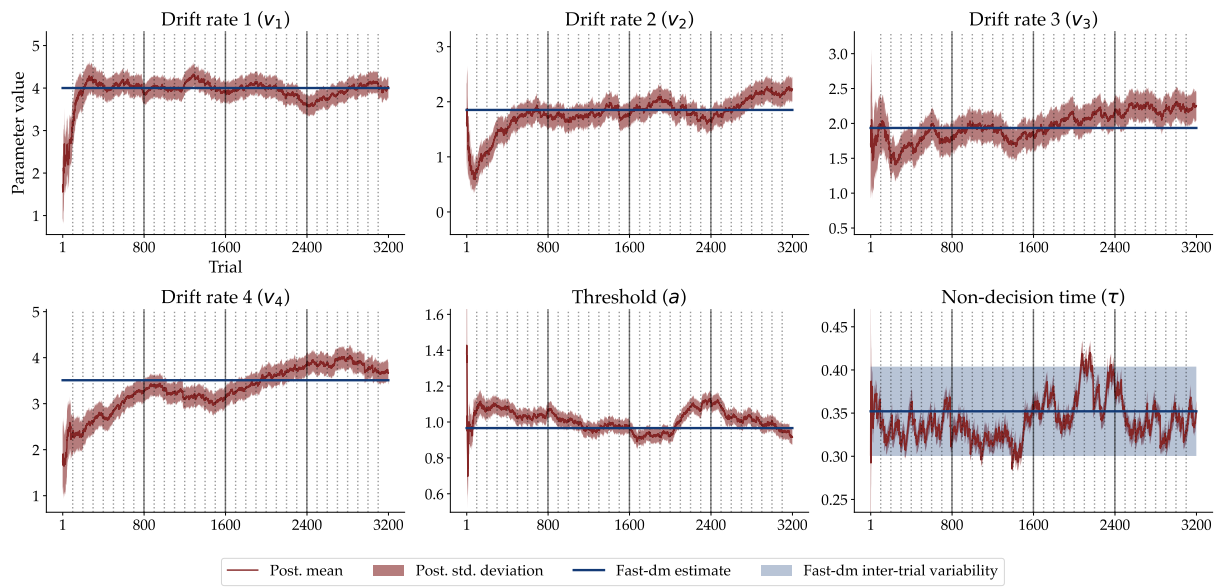 Drift rate 1 (v₁)
Drift rate 2 (v₂)
Drift rate 3 (v₃)
Parameter value
5
4
3
2
1
1 800 1600 2400 3200
Trial
3
2
1
0
1 800 1600 2400 3200
3.0
2.5
2.0
1.5
1.0
0.5
1 800 1600 2400 3200
Drift rate 4 (v₄)
Threshold (a)
Non-decision time (τ)
5
4
3
2
1
1 800 1600 2400 3200
1.6
1.4
1.2
1.0
0.8
0.6
1 800 1600 2400 3200
0.45
0.40
0.35
0.30
0.25
1 800 1600 2400 3200
Post. mean Post. std. deviation Fast-dm estimate Fast-dm inter-trial variability